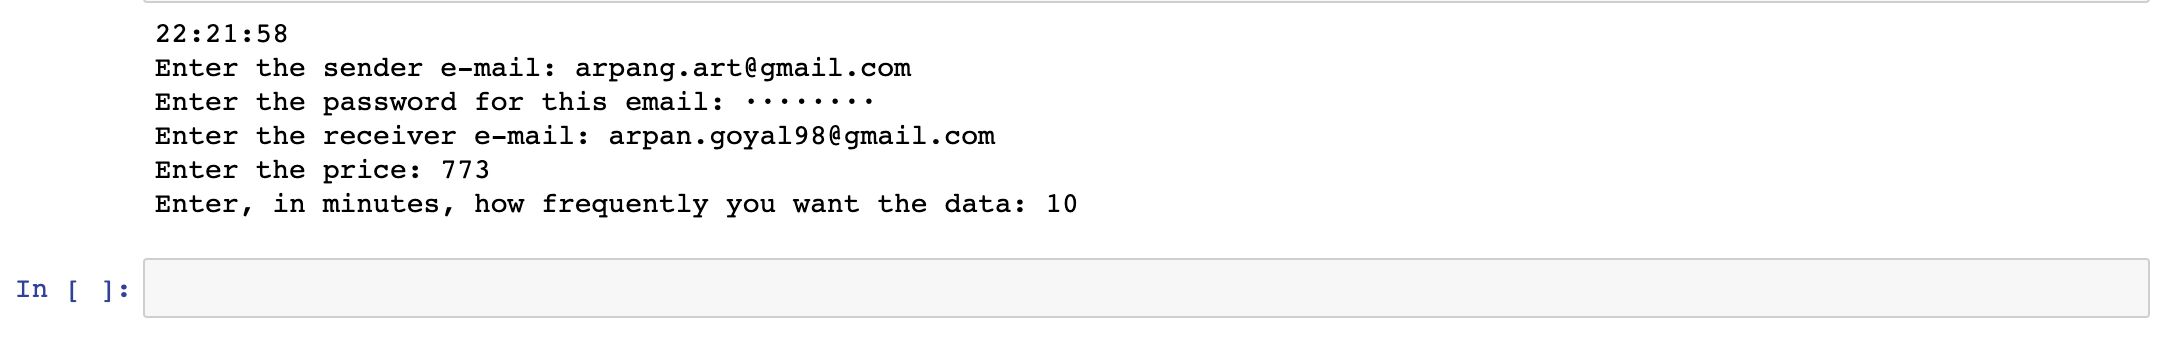 22:21:58
Enter the sender e-mail: arpang.art@gmail.com
Enter the password for this email: ········
Enter the receiver e-mail: arpan.goyal98@gmail.com
Enter the price: 773
Enter, in minutes, how frequently you want the data: 10
In [ ]: